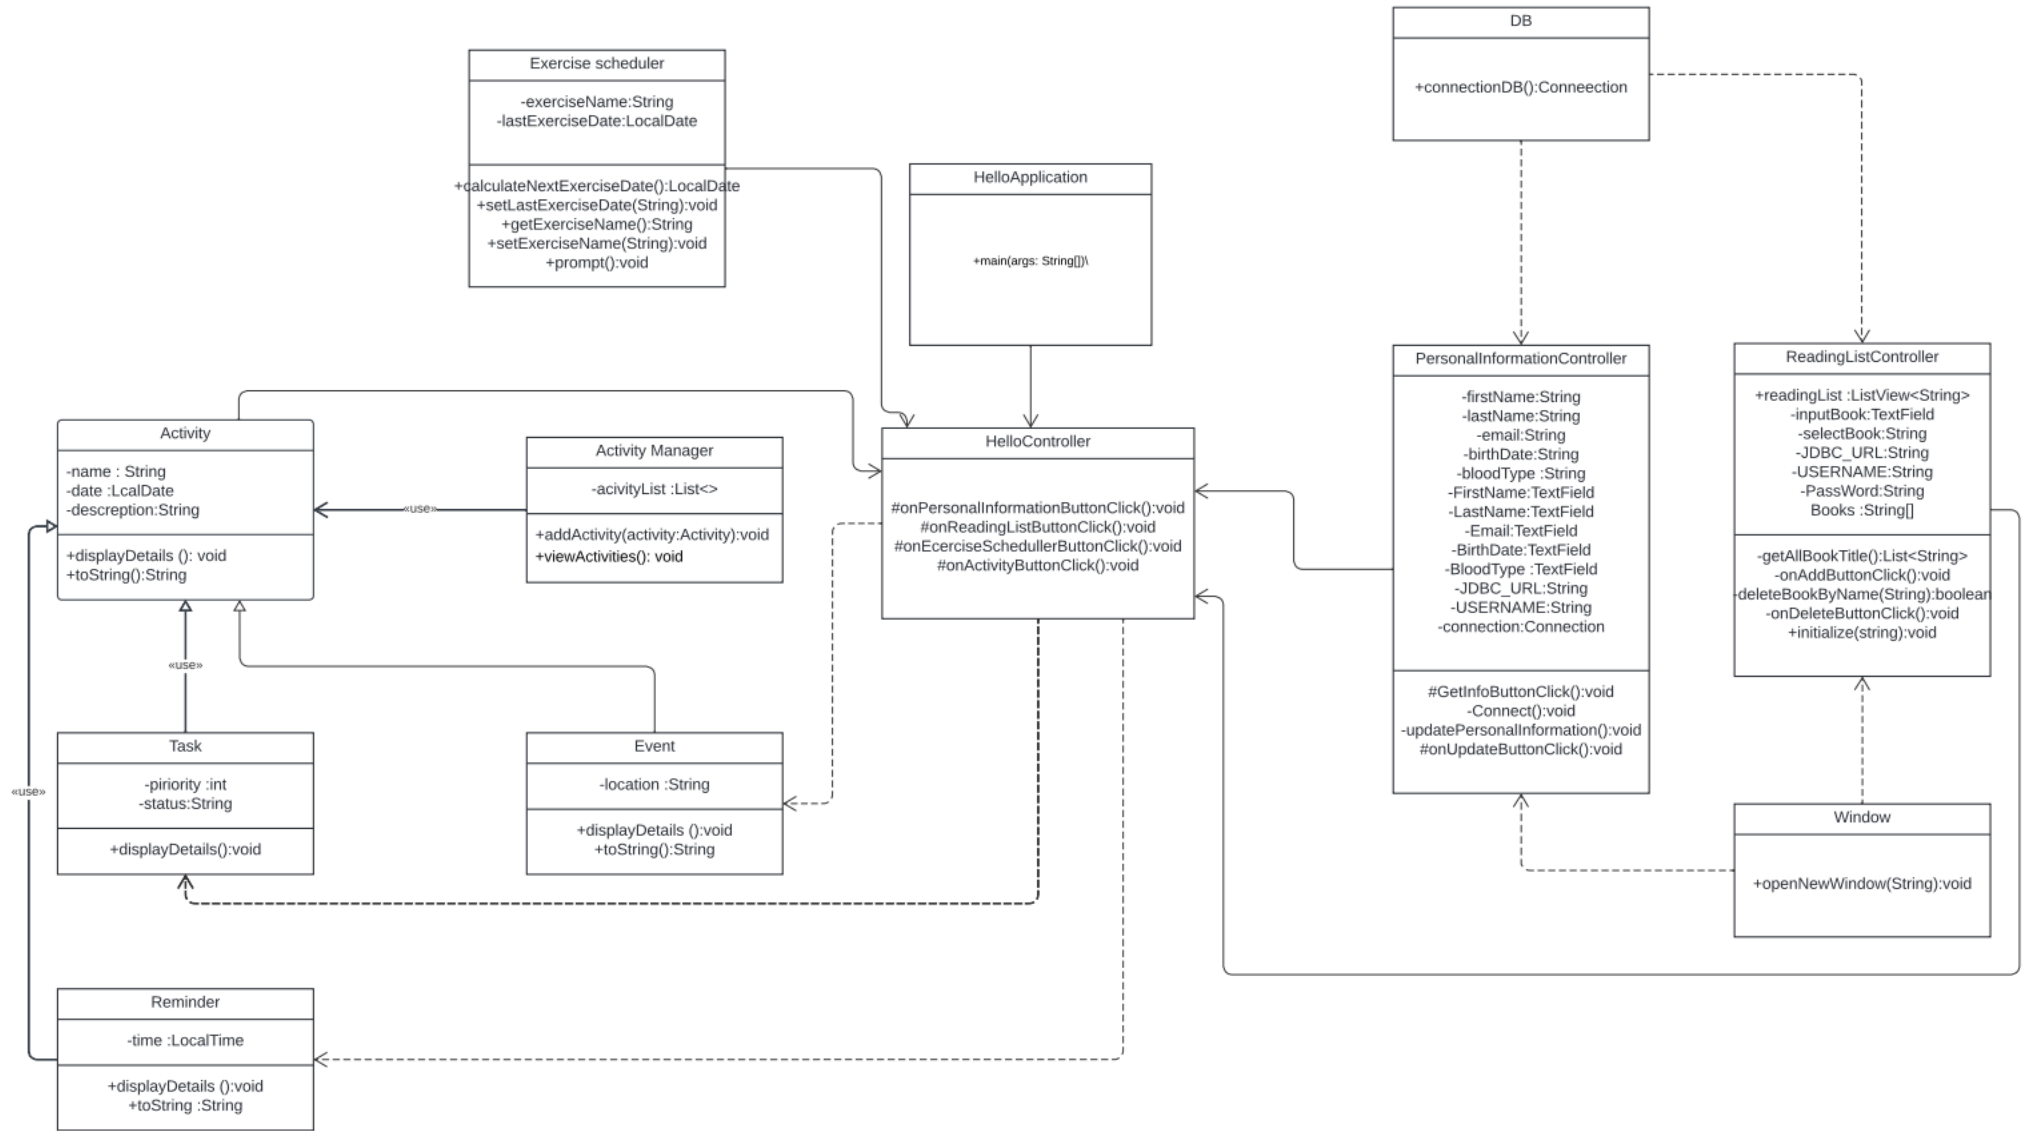 DB
+connectionDB():Conneection
Exercise scheduler
-exerciseName:String
-lastExerciseDate:LocalDate
+calculateNextExerciseDate():LocalDate
+setLastExerciseDate(String):void
+getExerciseName():String
+setExerciseName(String):void
+prompt():void
HelloApplication
+main(args: String[])\
PersonalInformationController
-firstName:String
-lastName:String
-email:String
-birthDate:String
-bloodType :String
-FirstName:TextField
-LastName:TextField
-Email:TextField
-BirthDate:TextField
-BloodType :TextField
-JDBC_URL:String
-USERNAME:String
-connection:Connection
#GetInfoButtonClick():void
-Connect():void
-updatePersonalInformation():void
#onUpdateButtonClick():void
ReadingListController
+readingList :ListView<String>
-inputBook:TextField
-selectBook:String
-JDBC_URL:String
-USERNAME:String
-PassWord:String
Books :String[]
-getAllBookTitle():List<String>
-onAddButtonClick():void
-deleteBookByName(String):boolean
-onDeleteButtonClick():void
+initialize(string):void
Activity
-name : String
-date :LcalDate
-descreption:String
+displayDetails (): void
+toString():String
«use»
Activity Manager
-acivityList :List<>
+addActivity(activity:Activity):void
+viewActivities(): void
HelloController
#onPersonalInformationButtonClick():void
#onReadingListButtonClick():void
#onEcerciseSchedullerButtonClick():void
#onActivityButtonClick():void
«use»
«use»
Task
-piriority :int
-status:String
+displayDetails():void
Event
-location :String
+displayDetails ():void
+toString():String
Window
+openNewWindow(String):void
Reminder
-time :LocalTime
+displayDetails ():void
+toString :String